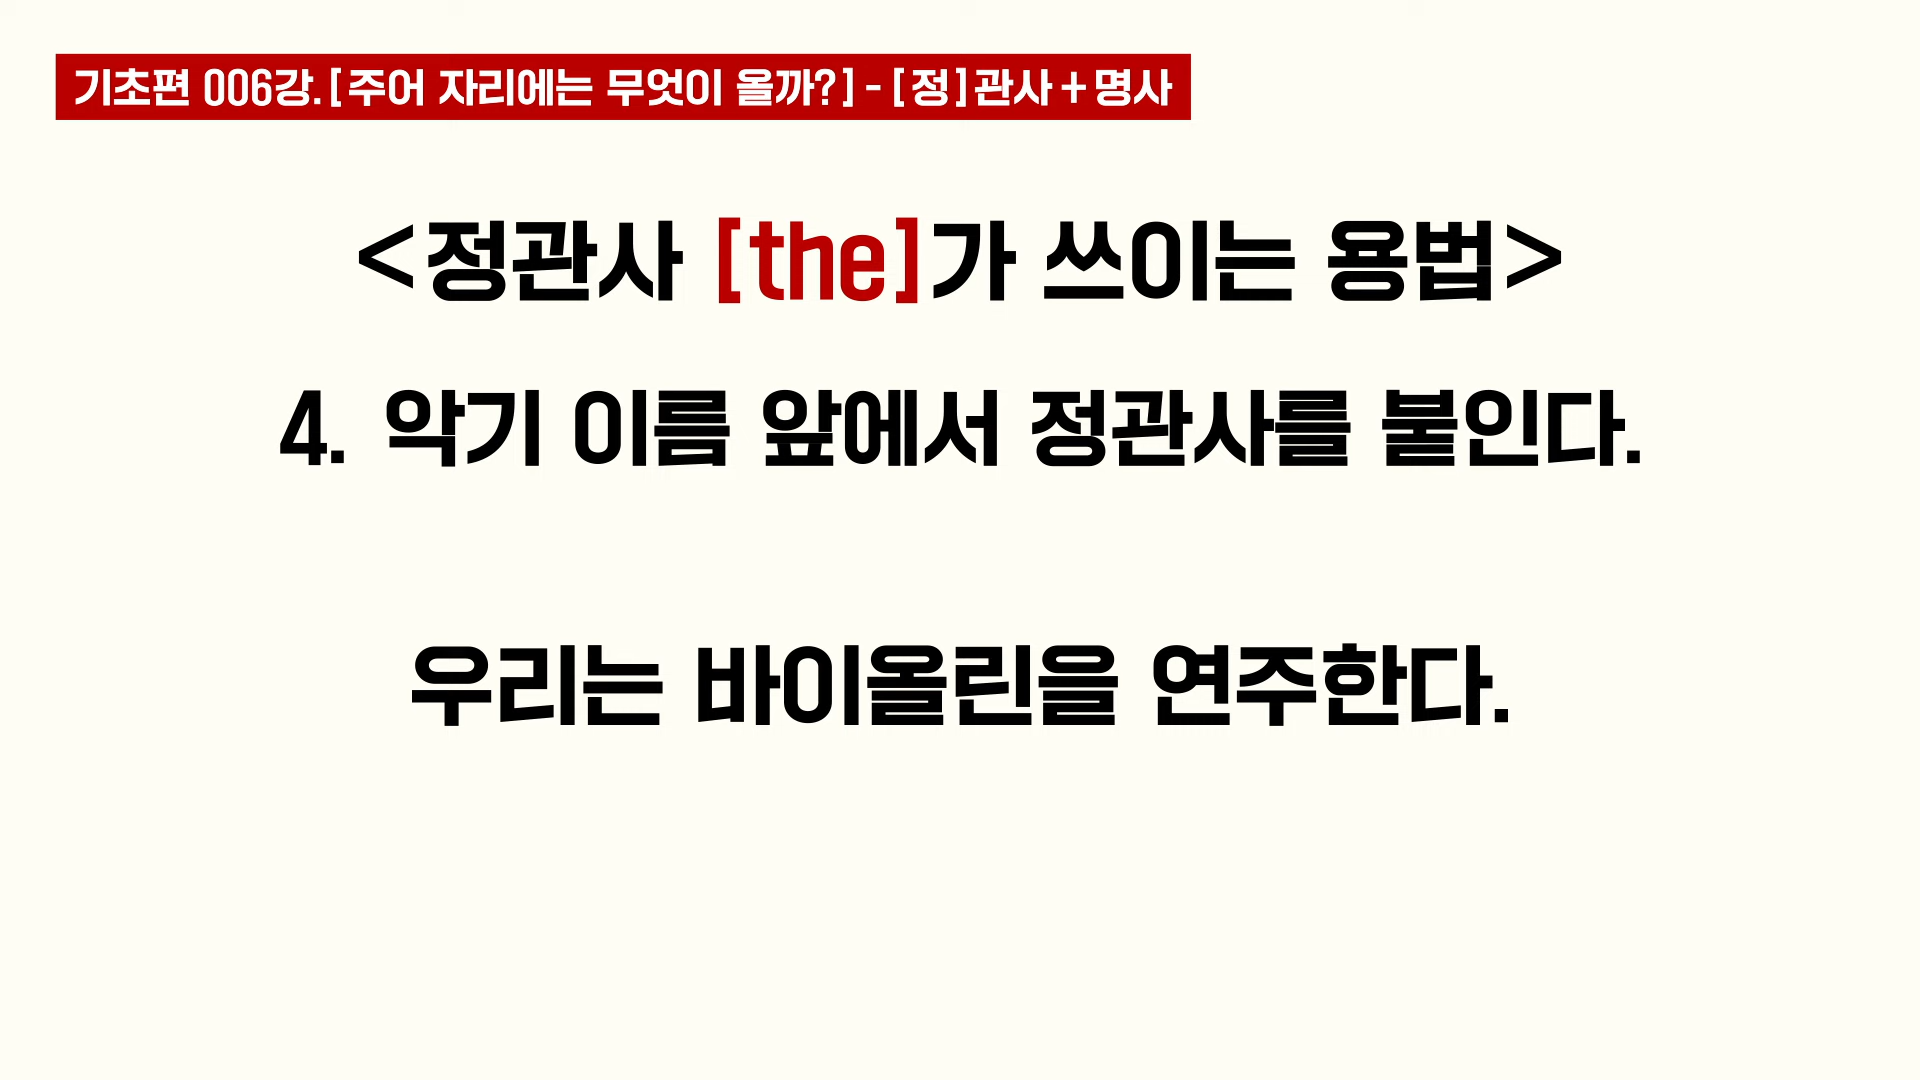 기초편 006강.[주어 자리에는 무엇이 올까?] - [정]관사 + 명사
<정관사 [the]가 쓰이는 용법>
4. 악기 이름 앞에서 정관사를 붙인다.
우리는 바이올린을 연주한다.